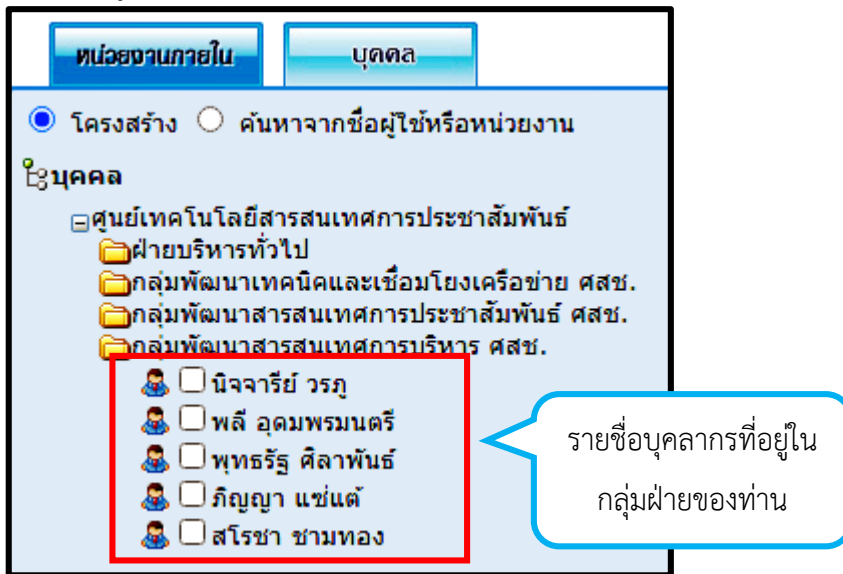 หน่วยงานภายใน
บุคคล
โครงสร้าง ค้นหาจากชื่อผู้ใช้หรือหน่วยงาน
บุคคล
ศูนย์เทคโนโลยีสารสนเทศการประชาสัมพันธ์
ฝ่ายบริหารทั่วไป
กลุ่มพัฒนาเทคนิคและเชื่อมโยงเครือข่าย ศสช.
กลุ่มพัฒนาสารสนเทศการประชาสัมพันธ์ ศสช.
กลุ่มพัฒนาสารสนเทศการบริหาร ศสช.
นิจจารีย์ วรภู
พลี อุดมพรมนตรี
พุทธรัฐ ศิลาพันธ์
ภิญญา แซ่แต้
สโรชา ชามทอง
รายชื่อบุคลากรที่อยู่ใน
กลุ่มฝ่ายของท่าน